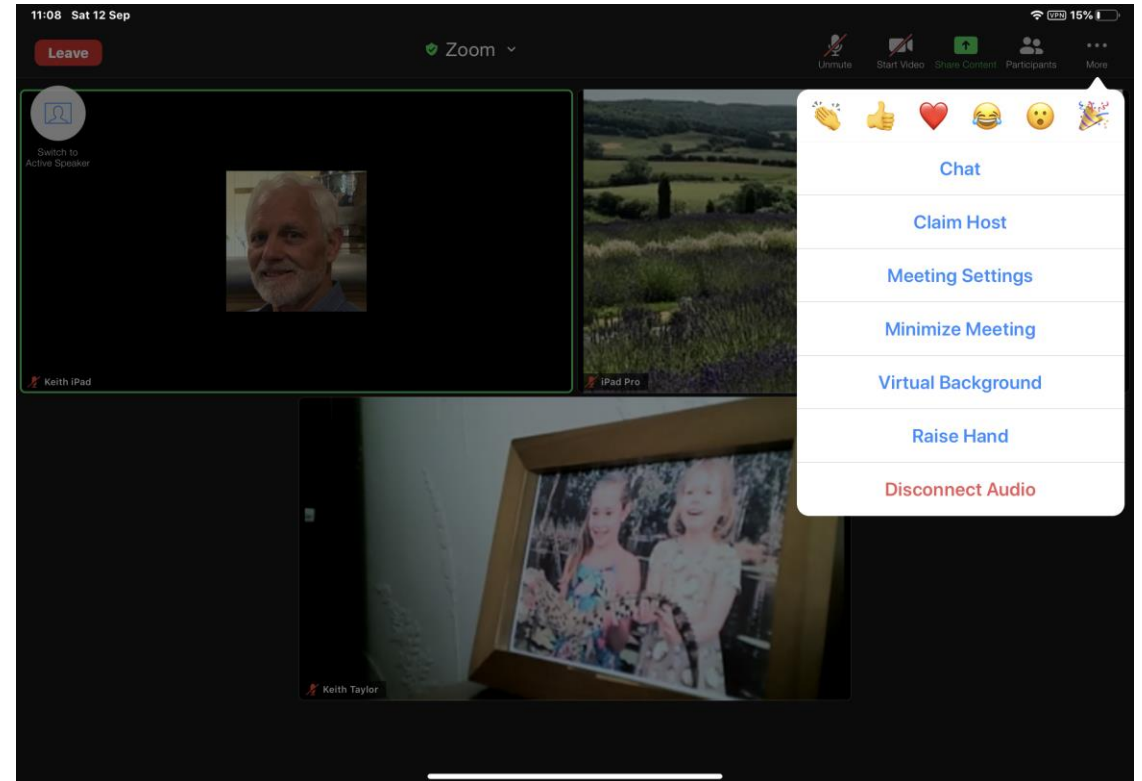 11:08 Sat 12 Sep
VPN 15%
Leave
Zoom
Unmute
Start Video
Share Content
Participants
More
Switch to
Active Speaker
Chat
Claim Host
Meeting Settings
Minimize Meeting
Virtual Background
Raise Hand
Disconnect Audio
Keith iPad
iPad Pro
Keith Taylor